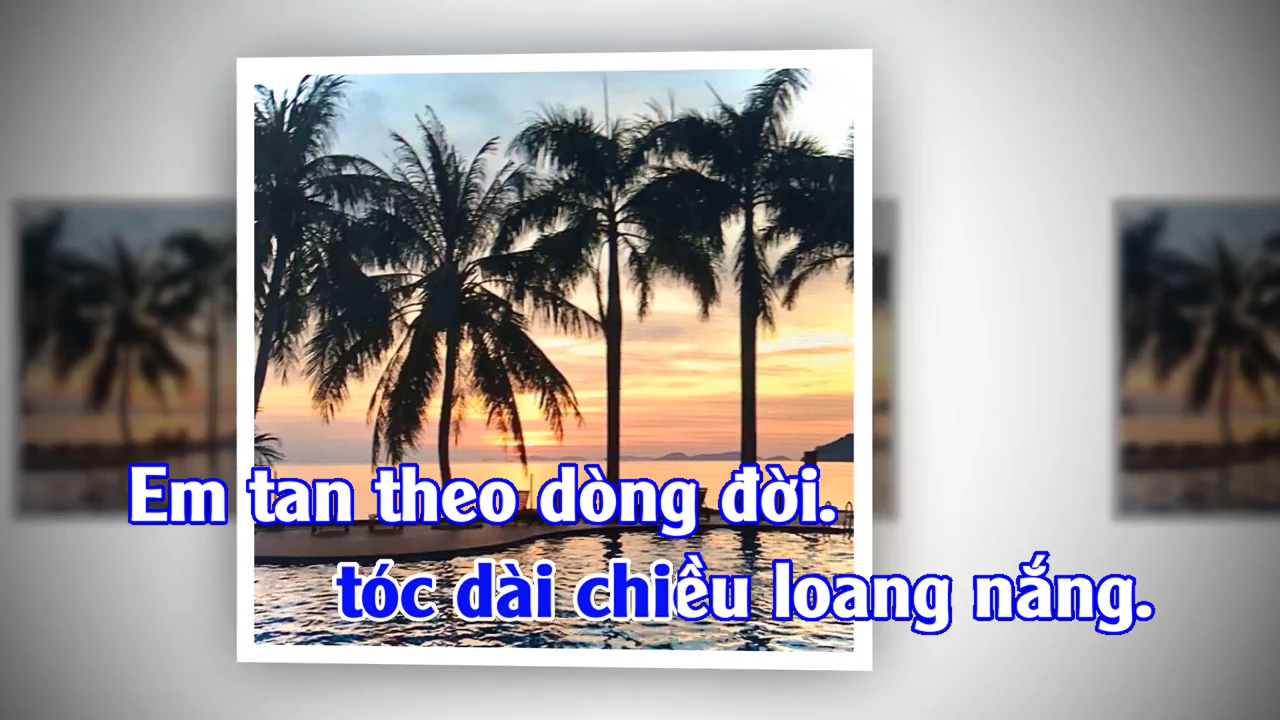 Em tan theo dòng đời.
tóc dài chiều loang nắng.